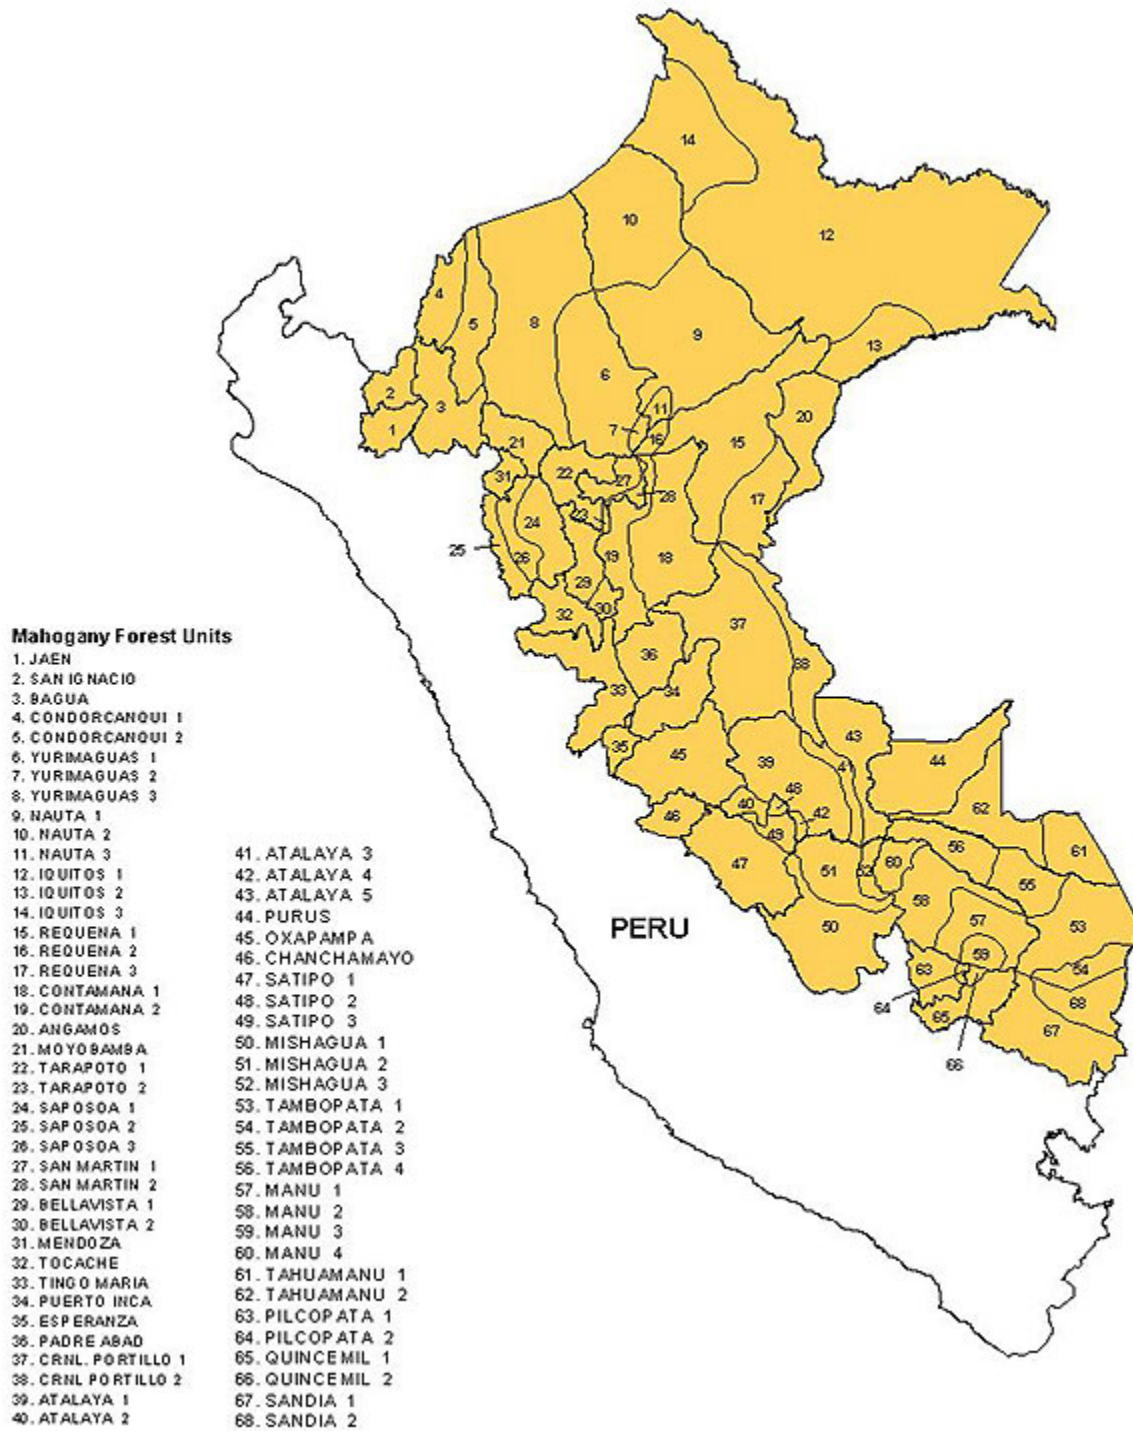 14
10
12
4
5
8
9
13
6
2
3
11
20
1
7
16
15
21
31
22
27
28
17
24
23
25
26
19
18
29
32
30
37
36
38
33
34
43
35
45
39
41
44
48
62
40
42
46
49
56
61
47
51
52
60
55
58
50
57
53
59
63
54
64
68
65
67
66
PERU
Mahogany Forest Units
1. JAEN
2. SAN IGNACIO
3. BAGUA
4. CONDORCANQUI 1
5. CONDORCANQUI 2
6. YURIMAGUAS 1
7. YURIMAGUAS 2
8. YURIMAGUAS 3
9. NAUTA 1
10. NAUTA 2
11. NAUTA 3
12. IQUITOS 1
13. IQUITOS 2
14. IQUITOS 3
15. REQUENA 1
16. REQUENA 2
17. REQUENA 3
18. CONTAMANA 1
19. CONTAMANA 2
20. ANGAMOS
21. MOYOBAMBA
22. TARAPOTO 1
23. TARAPOTO 2
24. SAPOSOA 1
25. SAPOSOA 2
26. SAPOSOA 3
27. SAN MARTIN 1
28. SAN MARTIN 2
29. BELLAVISTA 1
30. BELLAVISTA 2
31. MENDOZA
32. TOCACHE
33. TINGO MARIA
34. PUERTO INCA
35. ESPERANZA
36. PADRE ABAD
37. CRNL. PORTILLO 1
38. CRNL PORTILLO 2
39. ATALAYA 1
40. ATALAYA 2
41. ATALAYA 3
42. ATALAYA 4
43. ATALAYA 5
44. PURUS
45. OXAPAMPA
46. CHANCHAMAYO
47. SATIPO 1
48. SATIPO 2
49. SATIPO 3
50. MISHAGUA 1
51. MISHAGUA 2
52. MISHAGUA 3
53. TAMBOPATA 1
54. TAMBOPATA 2
55. TAMBOPATA 3
56. TAMBOPATA 4
57. MANU 1
58. MANU 2
59. MANU 3
60. MANU 4
61. TAHUAMANU 1
62. TAHUAMANU 2
63. PILCOPATA 1
64. PILCOPATA 2
65. QUINCEMIL 1
66. QUINCEMIL 2
67. SANDIA 1
68. SANDIA 2